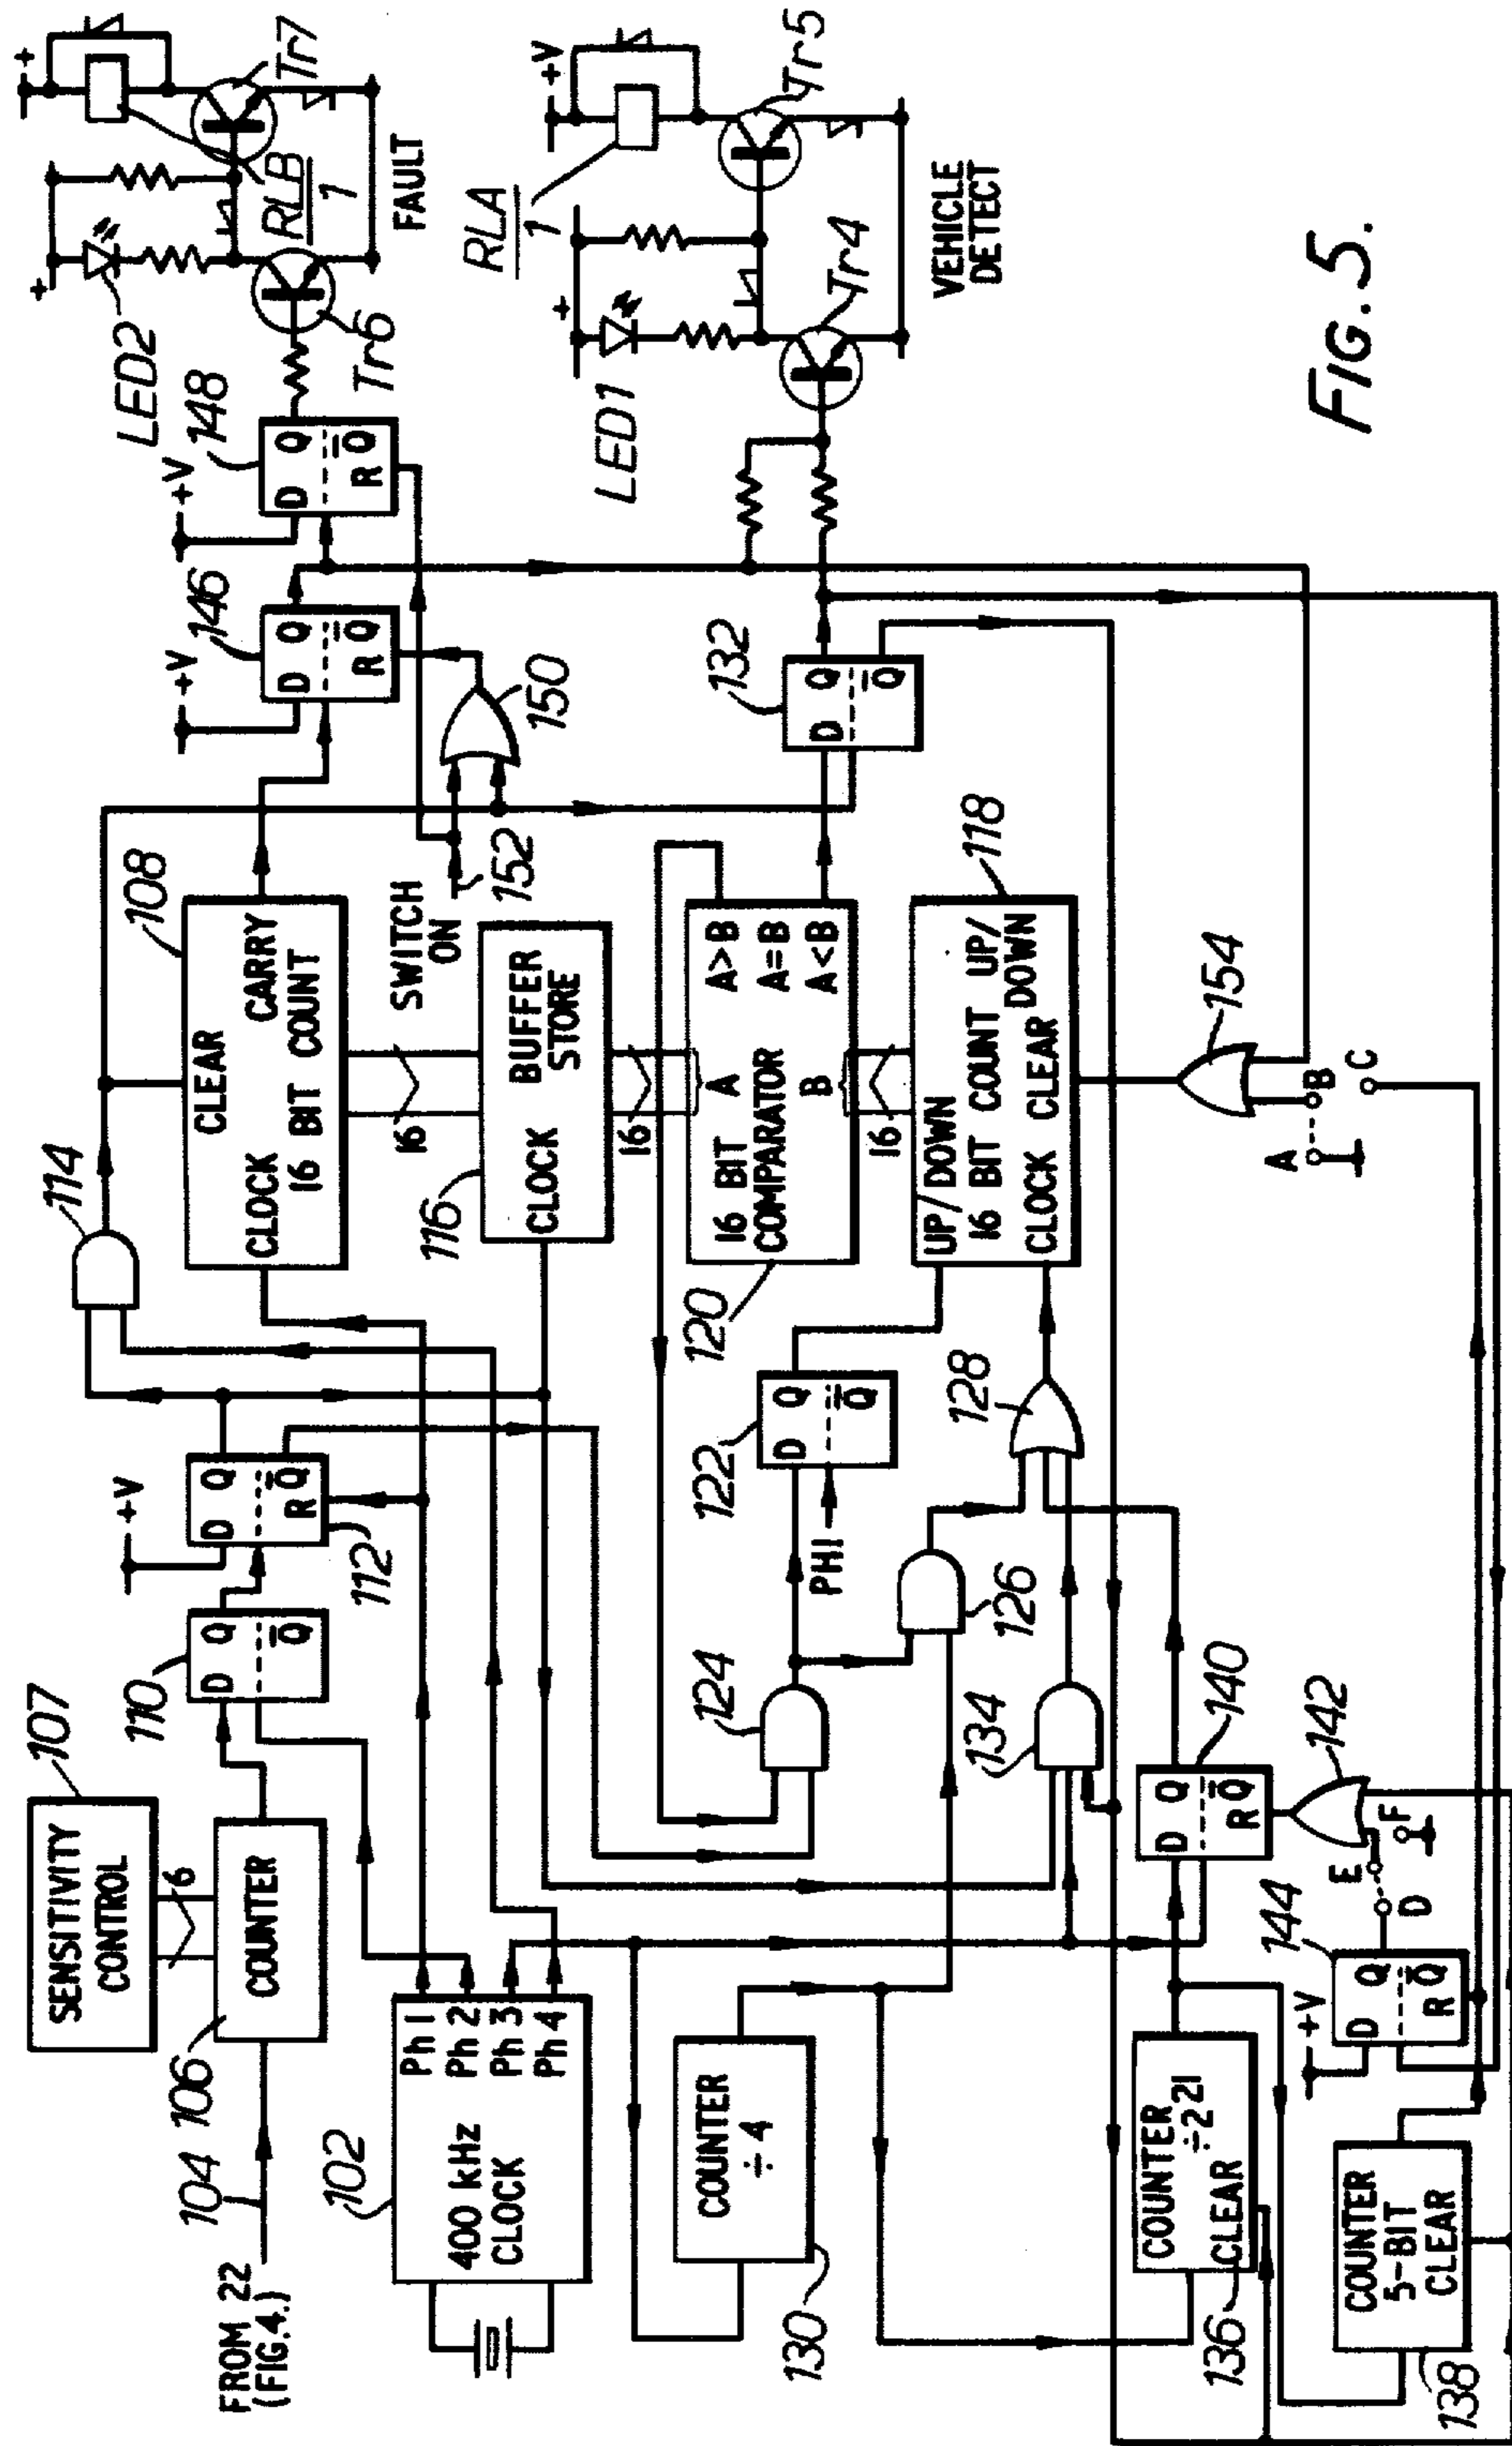 SENSITIVITY
CONTROL
107
6
COUNTER
106
104
FROM 22
(FIG.4.)
110
D Q
Q
+V
112
D Q
Q
R
114
108
CLEAR
CLOCK CARRY
16 BIT COUNT
16
+V
146
D Q
Q
R
+V
148
D Q
Q
R
LED2
+
+
Tr6
RLB
1
Tr7
FAULT
102
400 kHz
CLOCK
Ph 1
Ph 2
Ph 3
Ph 4
116
BUFFER
STORE
CLOCK
16
SWITCH
ON
152
150
LED1
+
RLA
1
+V
Tr5
Tr4
VEHICLE
DETECT
120
16 BIT
COMPARATOR
A
B
A>B
A=B
A<B
16
132
D Q
Q
COUNTER
÷4
130
124
122
D Q
Q
PH1
126
128
134
118
UP/DOWN
16 BIT COUNT UP/
DOWN
CLOCK CLEAR
154
A
B
C
COUNTER
÷2²¹
CLEAR
136
140
D Q
Q
R
142
E
F
D
144
+V
D Q
Q
R
COUNTER
5-BIT
CLEAR
138
FIG. 5.